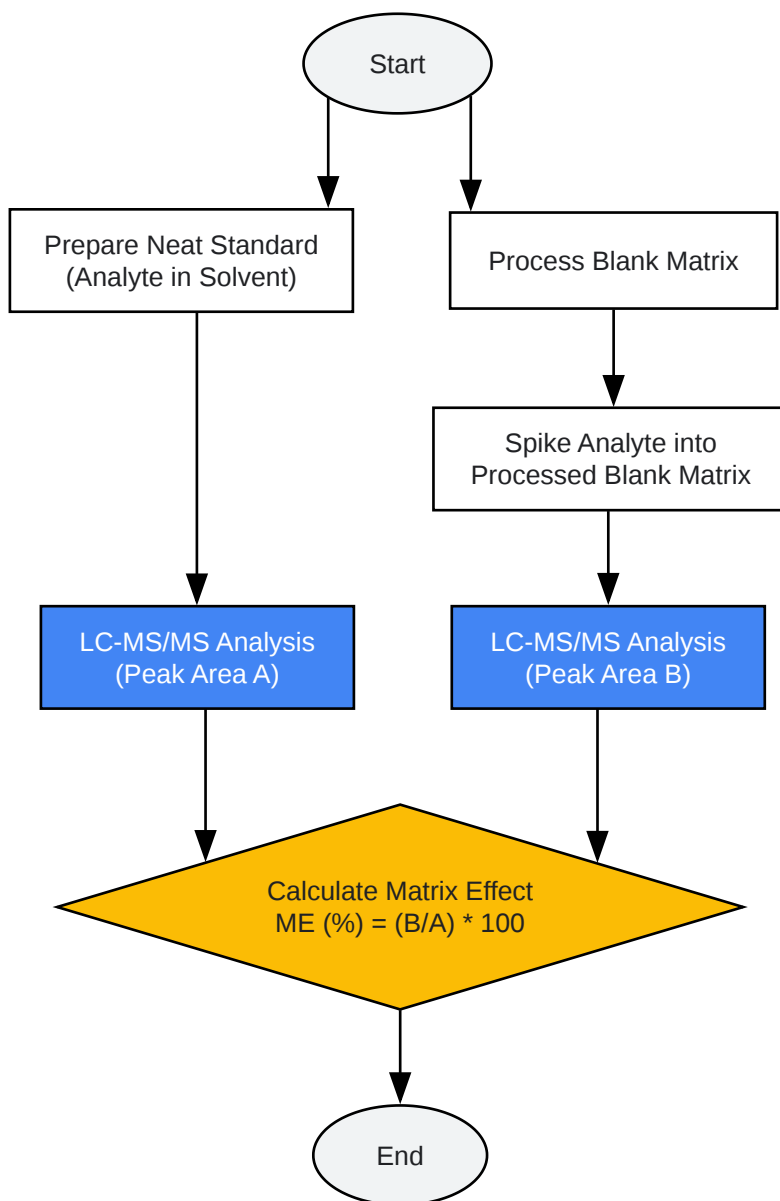 Start
Prepare Neat Standard
(Analyte in Solvent)
Process Blank Matrix
Spike Analyte into
Processed Blank Matrix
LC-MS/MS Analysis
(Peak Area A)
LC-MS/MS Analysis
(Peak Area B)
Calculate Matrix Effect
ME (%) = (B/A) * 100
End